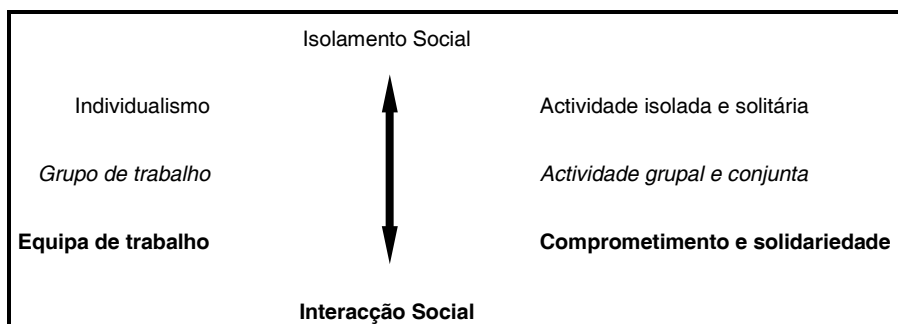 Isolamento Social
Individualismo Actividade isolada e solitária
Grupo de trabalho Actividade grupal e conjunta
Equipa de trabalho Comprometimento e solidariedade
Interacção Social